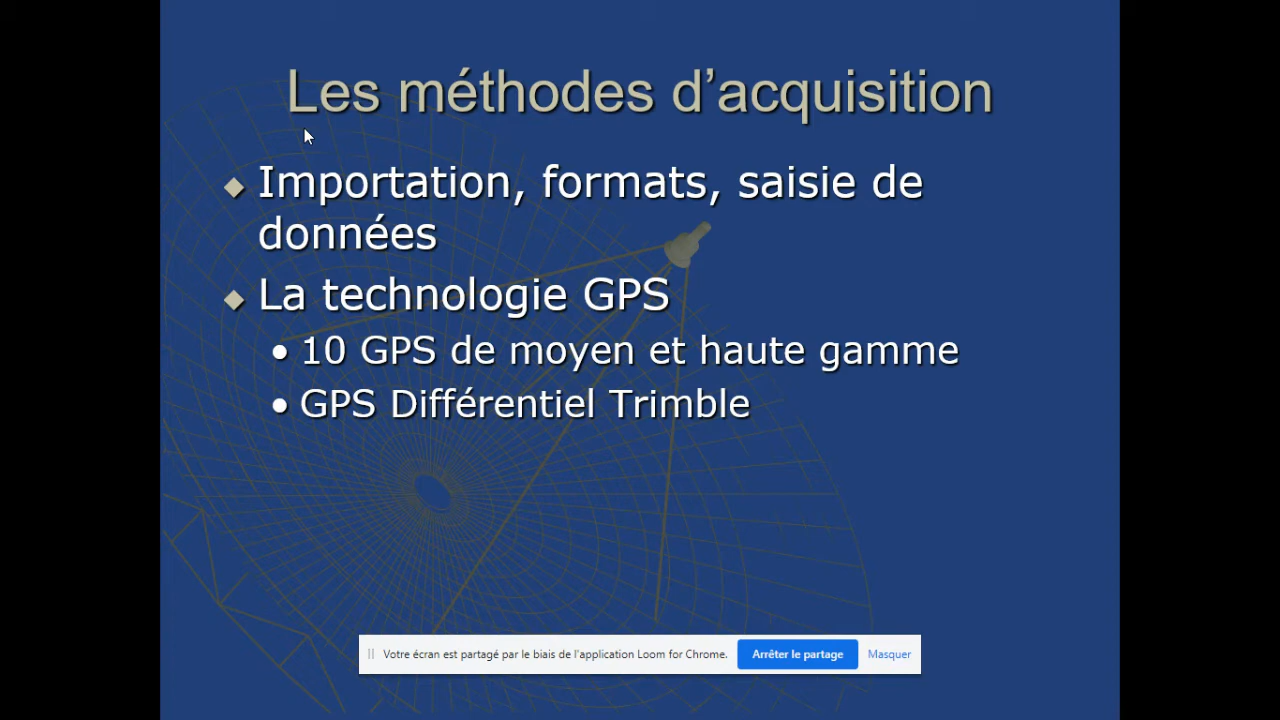 Les méthodes d’acquisition
Importation, formats, saisie de
données
La technologie GPS
10 GPS de moyen et haute gamme
GPS Différentiel Trimble
Votre écran est partagé par le biais de l'application Loom for Chrome. Arrêter le partage Masquer